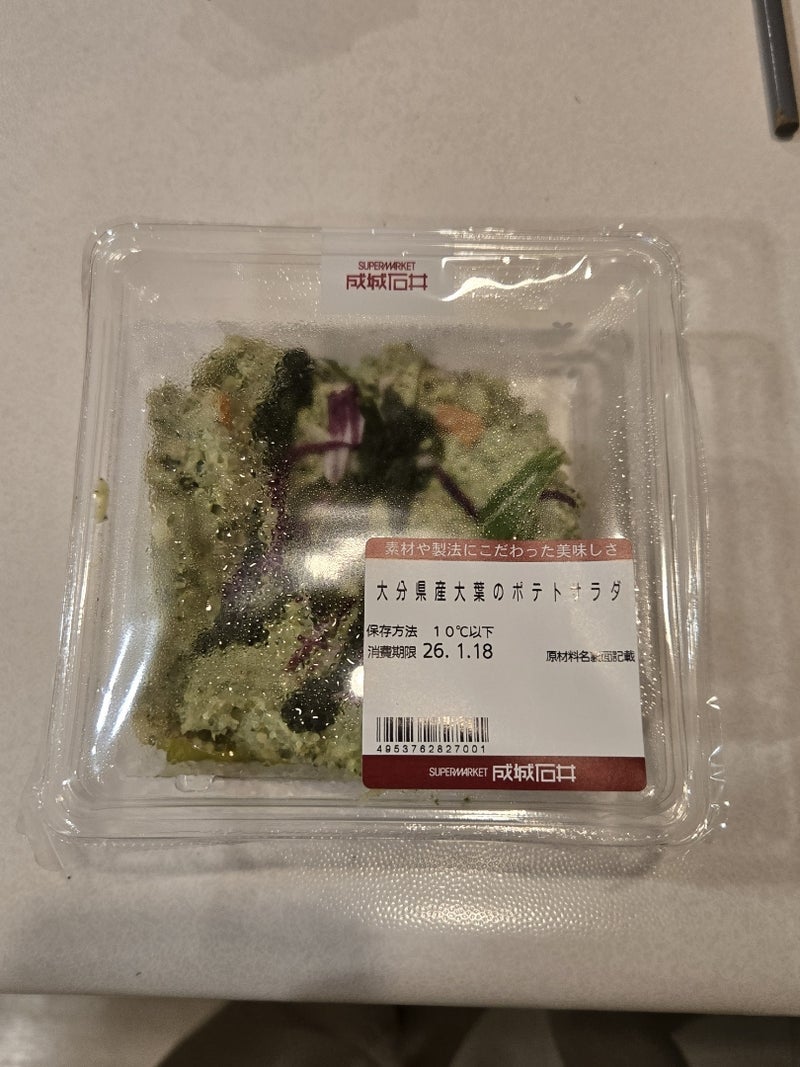 SUPERMARKET
成城石井
素材や製法にこだわった美味しさ
大分県産大葉のポテトサラダ
保存方法 10℃以下
消費期限 26. 1.18 原材料名裏面記載
4953762827001
SUPERMARKET 成城石井